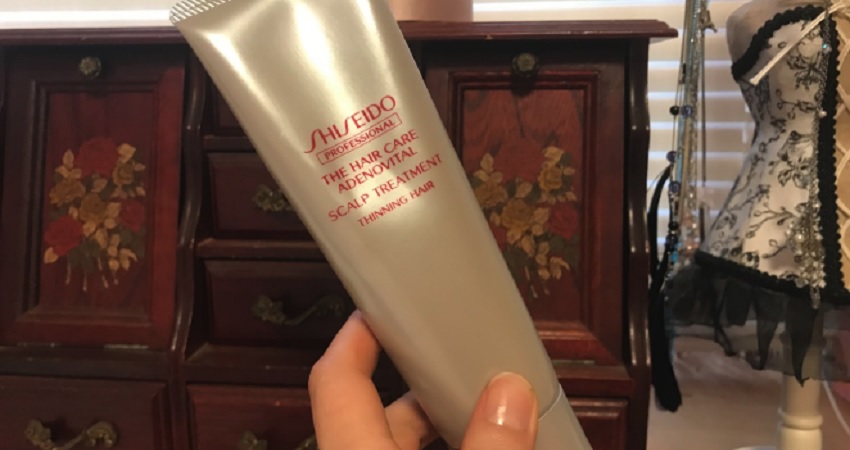 SHISEIDO
PROFESSIONAL
THE HAIR CARE
ADENOVITAL
SCALP TREATMENT
THINNING HAIR